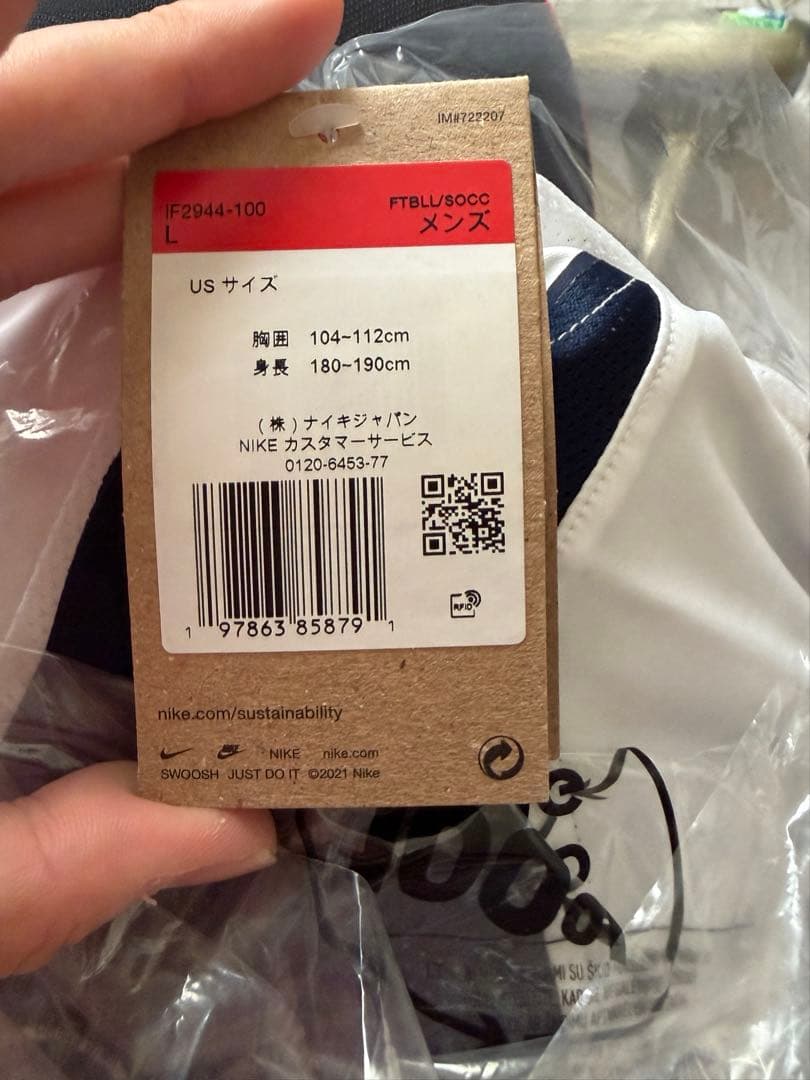 IM#722207
IF2944-100
L
FTBLL/SOCC
メンズ
US サイズ
胸囲 104~112cm
身長 180~190cm
(株)ナイキジャパン
NIKE カスタマーサービス
0120-6453-77
1 97863 85879 1
RFID
nike.com/sustainability
NIKE nike.com
SWOOSH JUST DO IT ©2021 Nike